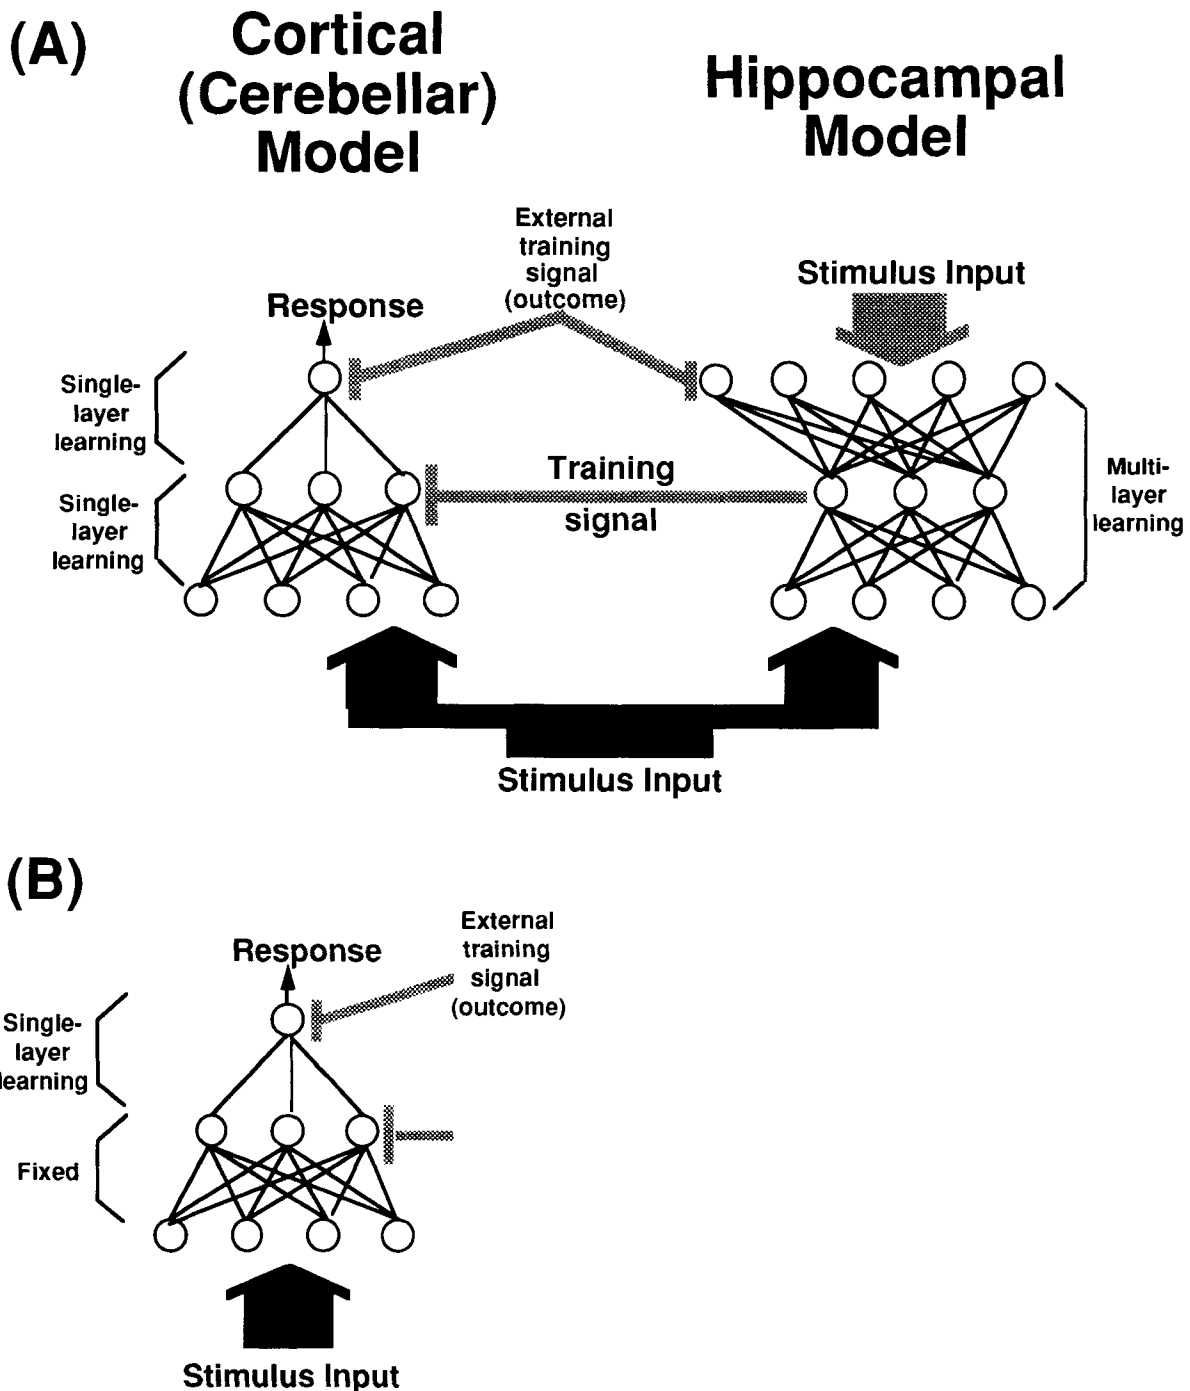 (A)
Cortical
(Cerebellar)
Model
Hippocampal
Model
External
training
signal
(outcome)
Stimulus Input
Response
Single-
layer
learning
Single-
layer
learning
Training
signal
Multi-
layer
learning
Stimulus Input
(B)
External
training
signal
(outcome)
Response
Single-
layer
learning
Fixed
Stimulus Input